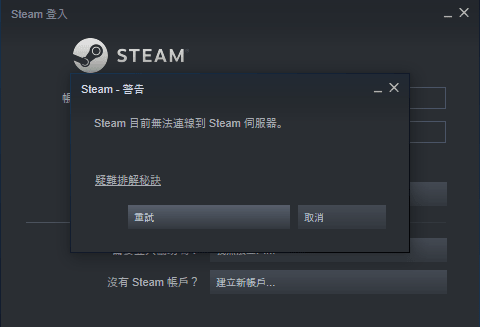 Steam 登入
STEAM®
帳
Steam - 警告
Steam 目前無法連線到 Steam 伺服器。
疑難排解秘訣
重試
取消
沒有 Steam 帳戶？
建立新帳戶...